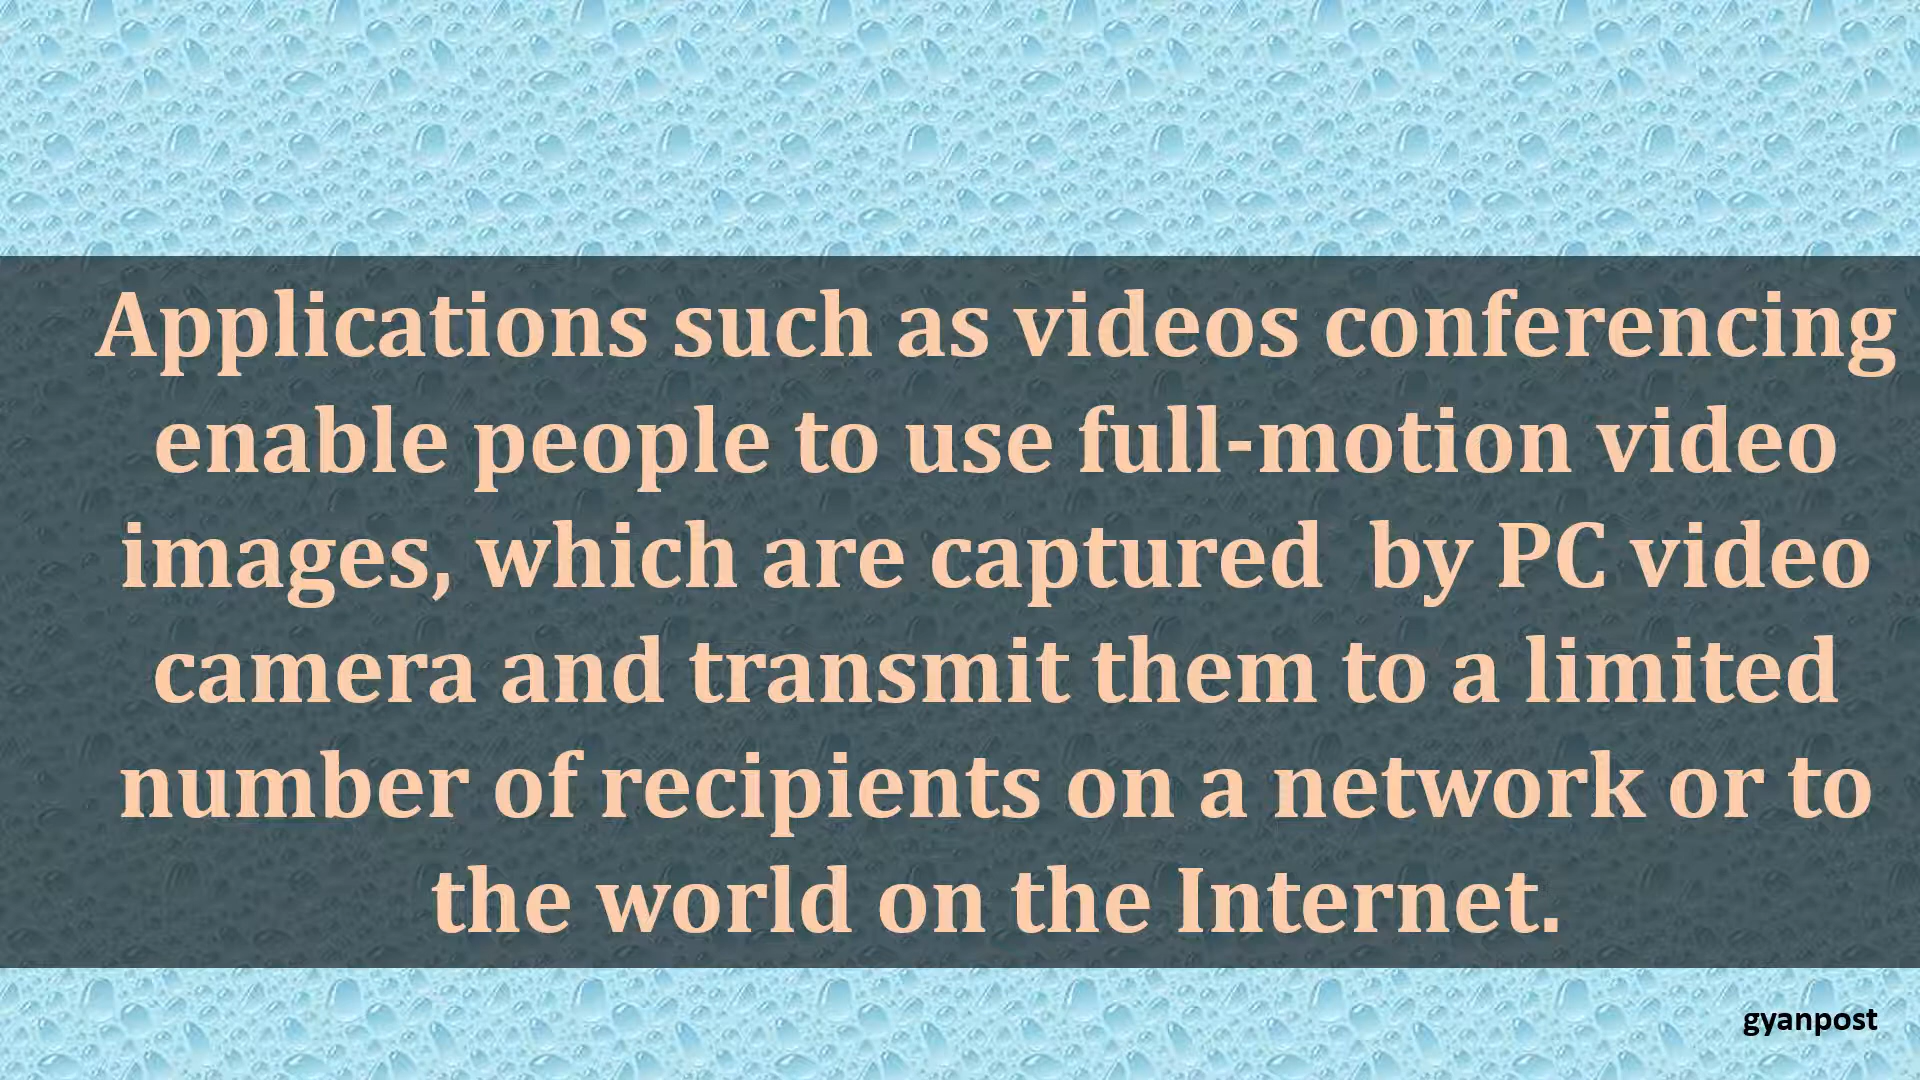 Applications such as videos conferencing
enable people to use full-motion video
images, which are captured  by PC video
camera and transmit them to a limited
number of recipients on a network or to
the world on the Internet.
gyanpost